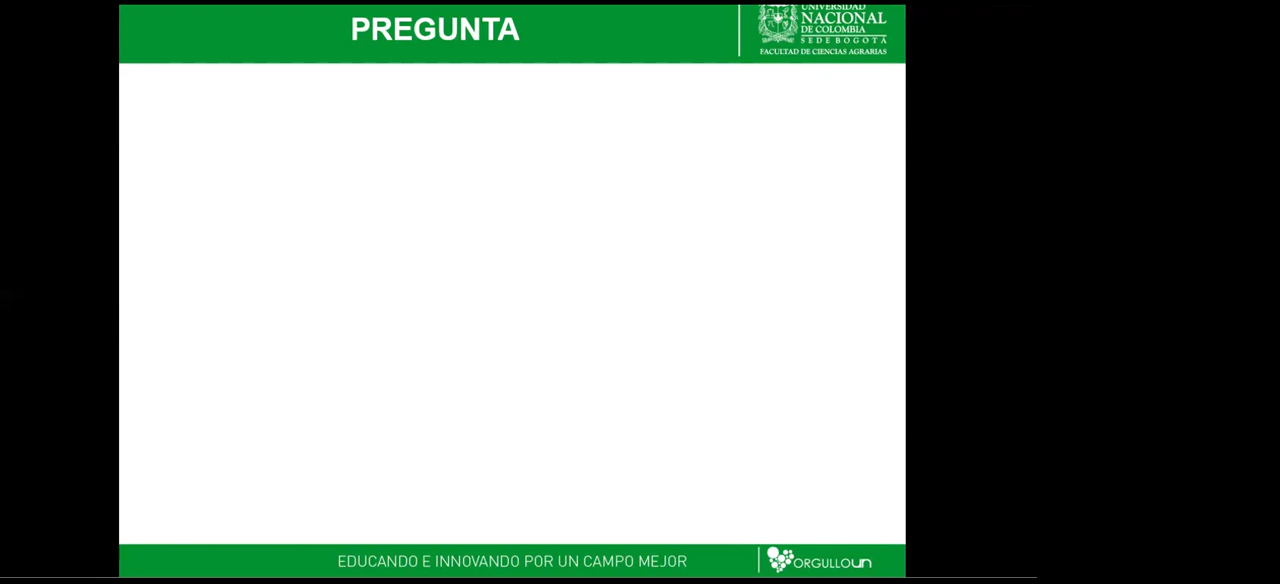 PREGUNTA
UNIVERSIDAD
NACIONAL
DE COLOMBIA
SEDE BOGOTÁ
FACULTAD DE CIENCIAS AGRARIAS
EDUCANDO E INNOVANDO POR UN CAMPO MEJOR
ORGULLOUN